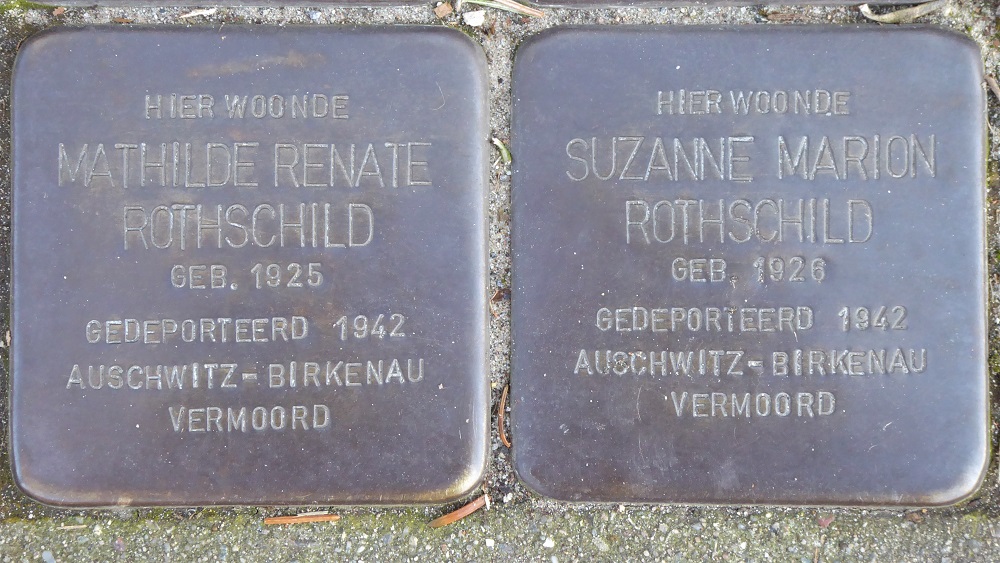 HIER WOONDE
MATHILDE RENATE
ROTHSCHILD
GEB. 1925
GEDEPORTEERD 1942
AUSCHWITZ-BIRKENAU
VERMOORD
HIER WOONDE
SUZANNE MARION
ROTHSCHILD
GEB. 1926
GEDEPORTEERD 1942
AUSCHWITZ-BIRKENAU
VERMOORD